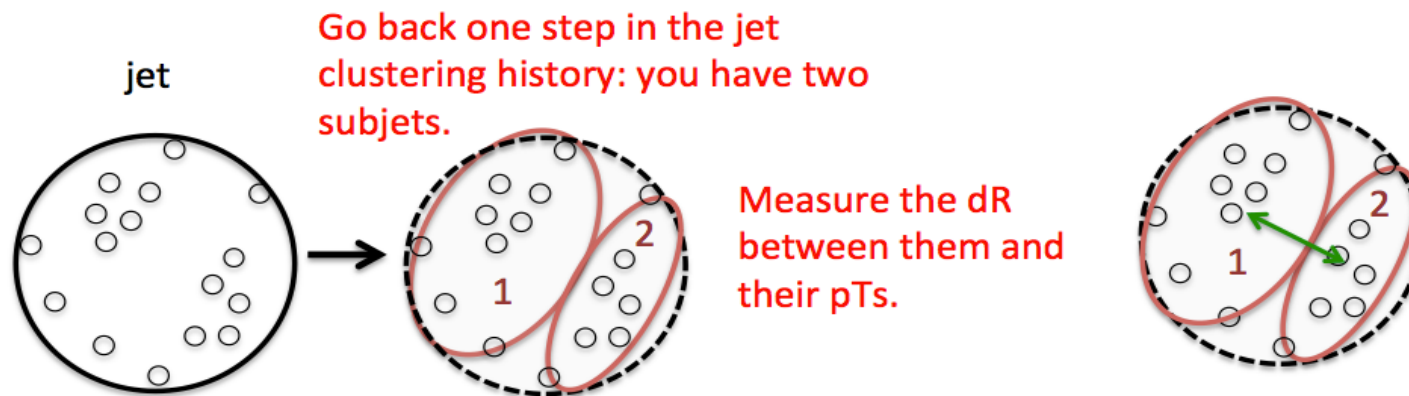 jet
Go back one step in the jet
clustering history: you have two
subjets.
1
2
Measure the dR
between them and
their pTs.
1
2